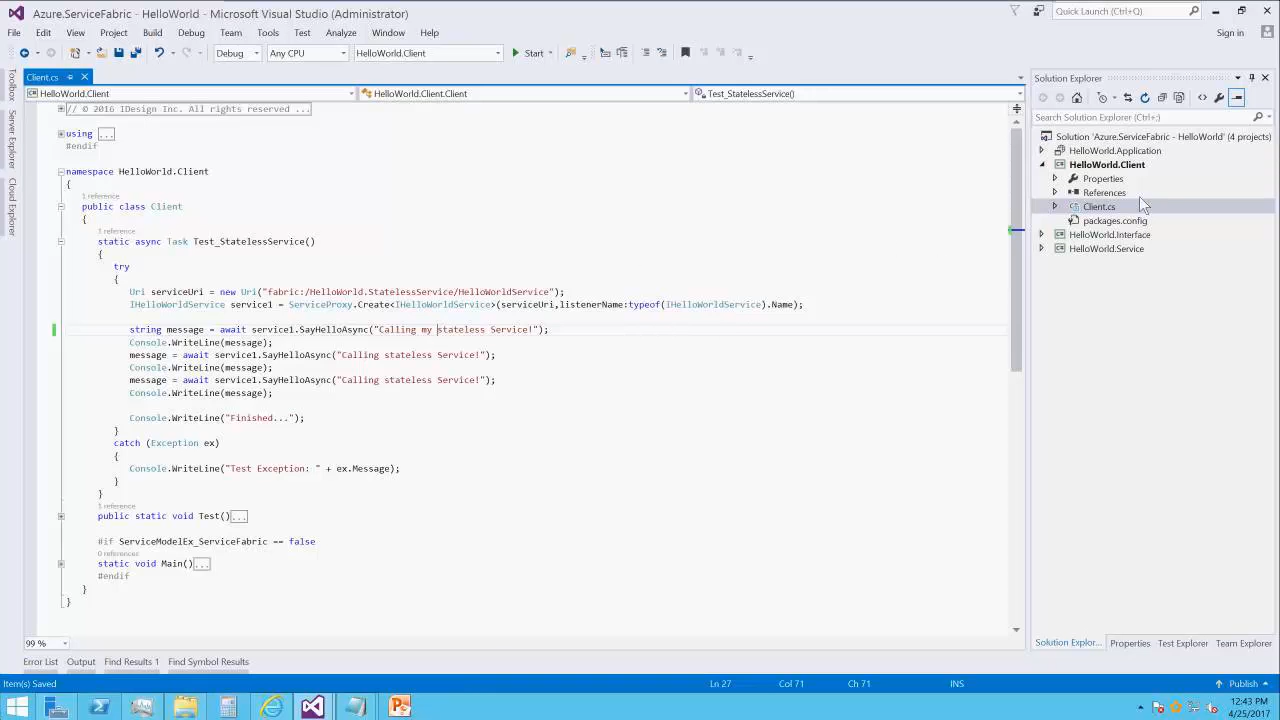 Azure.ServiceFabric - HelloWorld - Microsoft Visual Studio (Administrator)
Quick Launch (Ctrl+Q)
File Edit View Project Build Debug Team Tools Test Analyze Window Help
Sign in
Debug Any CPU HelloWorld.Client Start
Toolbox
Server Explorer
Cloud Explorer
Client.cs
HelloWorld.Client HelloWorld.Client.Client Test_StatelessService()
// © 2016 IDesign Inc. All rights reserved ...
using ...
#endif
namespace HelloWorld.Client
{
1 reference
public class Client
{
1 reference
static async Task Test_StatelessService()
{
try
{
Uri serviceUri = new Uri("fabric:/HelloWorld.StatelessService/HelloWorldService");
IHelloWorldService service1 = ServiceProxy.Create<IHelloWorldService>(serviceUri,listenerName:typeof(IHelloWorldService).Name);
string message = await service1.SayHelloAsync("Calling my stateless Service!");
Console.WriteLine(message);
message = await service1.SayHelloAsync("Calling stateless Service!");
Console.WriteLine(message);
message = await service1.SayHelloAsync("Calling stateless Service!");
Console.WriteLine(message);
Console.WriteLine("Finished...");
}
catch (Exception ex)
{
Console.WriteLine("Test Exception: " + ex.Message);
}
}
1 reference
public static void Test()...
#if ServiceModelEx_ServiceFabric == false
0 references
static void Main()...
#endif
}
}
99 %
Solution Explorer
Search Solution Explorer (Ctrl+;)
Solution 'Azure.ServiceFabric - HelloWorld' (4 projects)
HelloWorld.Application
HelloWorld.Client
Properties
References
Client.cs
packages.config
HelloWorld.Interface
HelloWorld.Service
Solution Explor... Properties Test Explorer Team Explorer
Error List Output Find Results 1 Find Symbol Results
Item(s) Saved Ln 27 Col 71 Ch 71 INS Publish
12:43 PM
4/25/2017